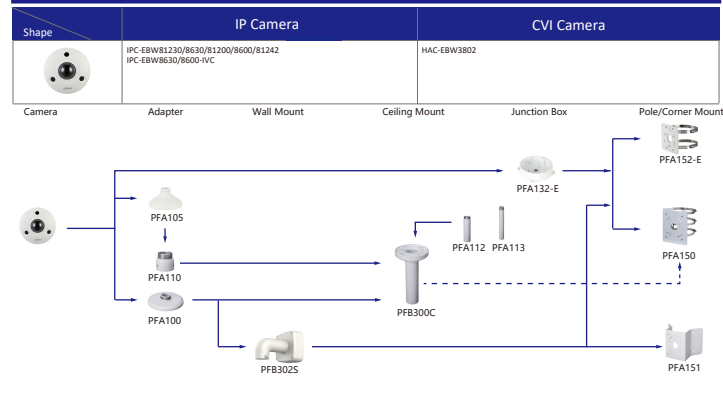 Shape
IP Camera
CVI Camera
IPC-EBW81230/8630/81200/8600/81242
IPC-EBW8630/8600-IVC
HAC-EBW3802
Camera
Adapter
Wall Mount
Ceiling Mount
Junction Box
Pole/Corner Mount
PFA152-E
PFA132-E
PFA105
PFA112
PFA113
PFA150
PFA110
PFB300C
PFA100
PFB302S
PFA151